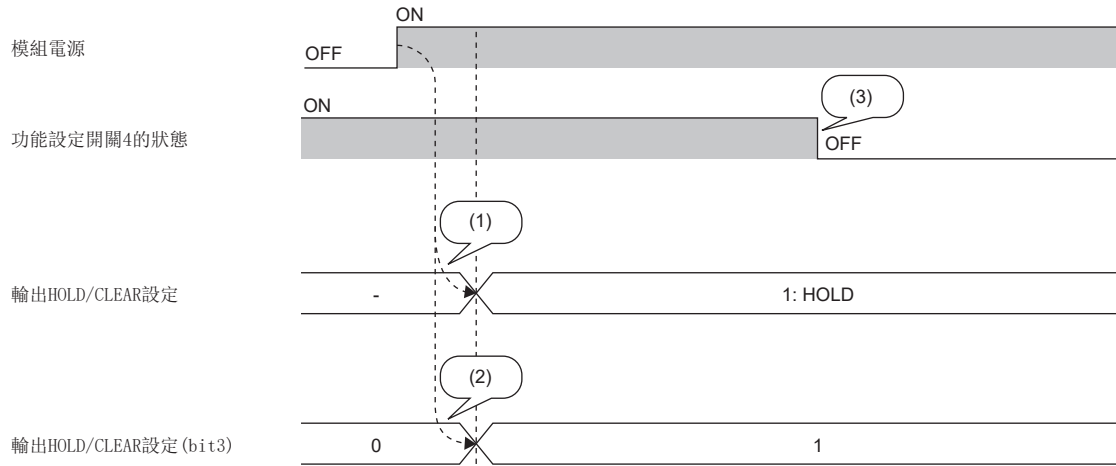 ON
模組電源
OFF
ON
(3)
功能設定開關4的狀態
OFF
(1)
輸出HOLD/CLEAR設定
-
1: HOLD
(2)
輸出HOLD/CLEAR設定(bit3)
0
1